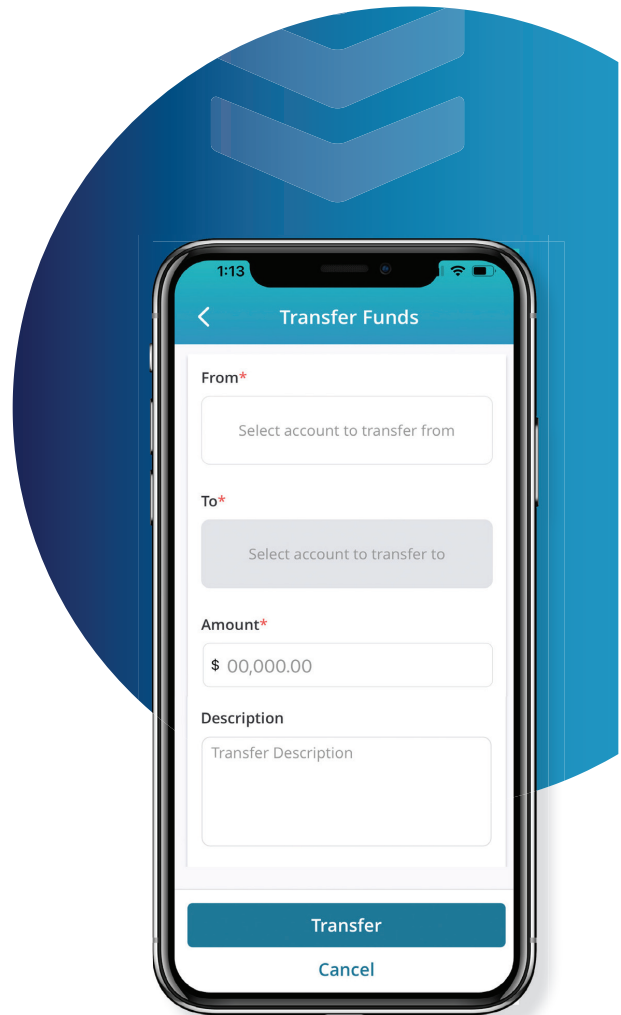 1:13
Transfer Funds
From*
Select account to transfer from
To*
Select account to transfer to
Amount*
$ 00,000.00
Description
Transfer Description
Transfer
Cancel